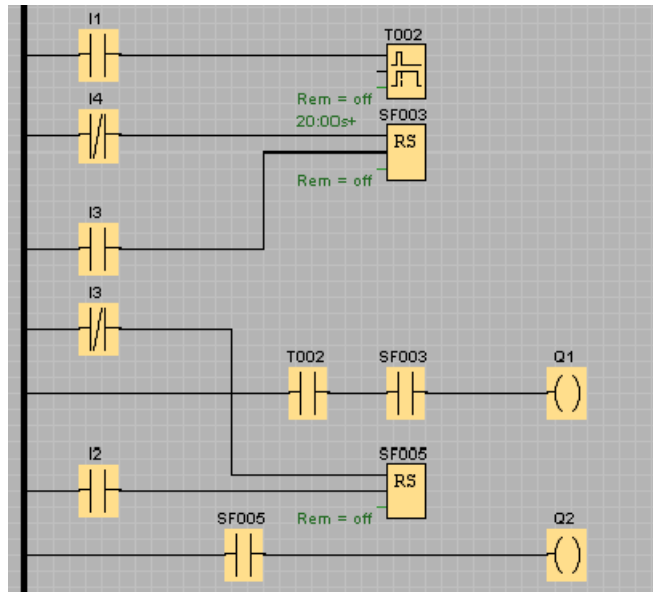 I1
T002
Rem = off
20:00s+
I4
SF003
RS
Rem = off
I3
I3
T002
SF003
Q1
I2
SF005
RS
Rem = off
SF005
Q2